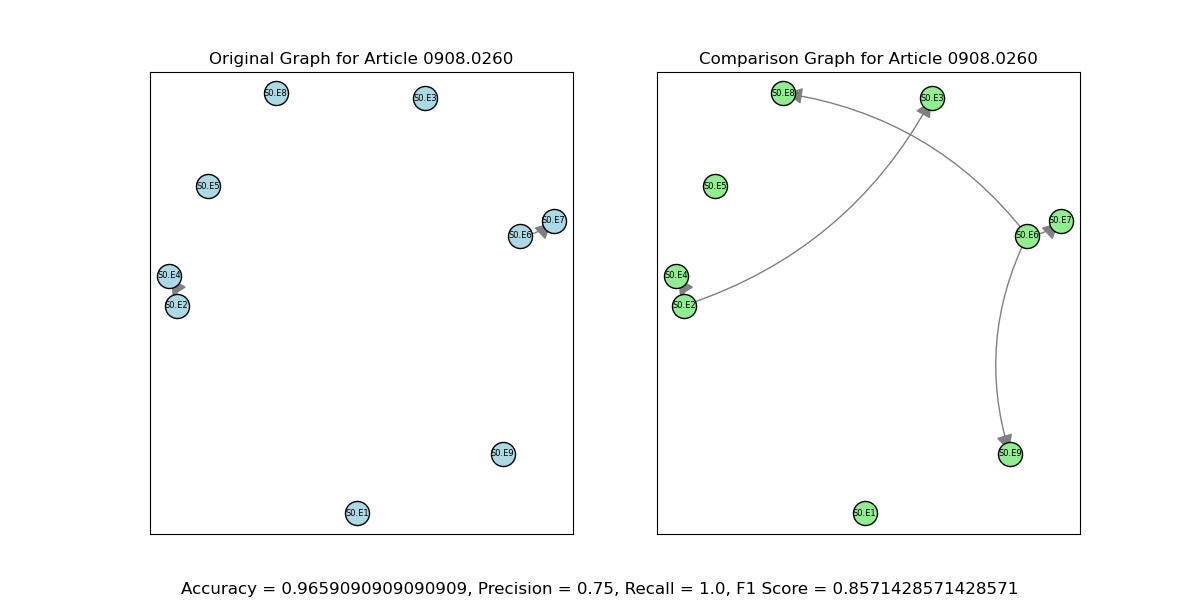 Original Graph for Article 0908.0260
S0.E8
S0.E3
S0.E5
S0.E7
S0.E6
S0.E4
S0.E2
S0.E9
S0.E1
Comparison Graph for Article 0908.0260
S0.E8
S0.E3
S0.E5
S0.E7
S0.E6
S0.E4
S0.E2
S0.E9
S0.E1
Accuracy = 0.9659090909090909, Precision = 0.75, Recall = 1.0, F1 Score = 0.8571428571428571